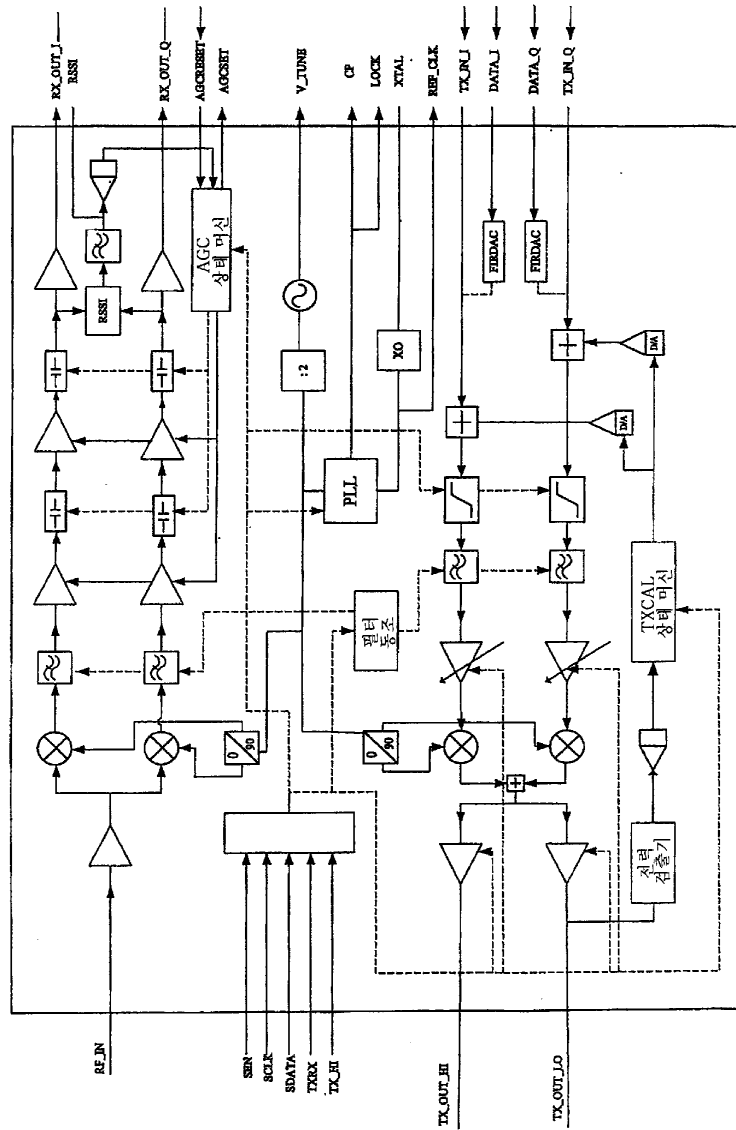 RX_OUT_I
RSSI
RX_OUT_Q
AGCRESET
AGCSET
V_TUNE
CP
LOCK
XTAL
REF_CLK
TX_IN_I
DATA_I
DATA_Q
TX_IN_Q
RSSI
AGC
상태 머신
FIRDAC
FIRDAC
:2
XO
PLL
D/A
D/A
필터
동조
TXCAL
상태 머신
0
90
0
90
전력
검출기
RF_IN
SEN
SCLK
SDATA
TXRX
TX_HI
TX_OUT_HI
TX_OUT_LO